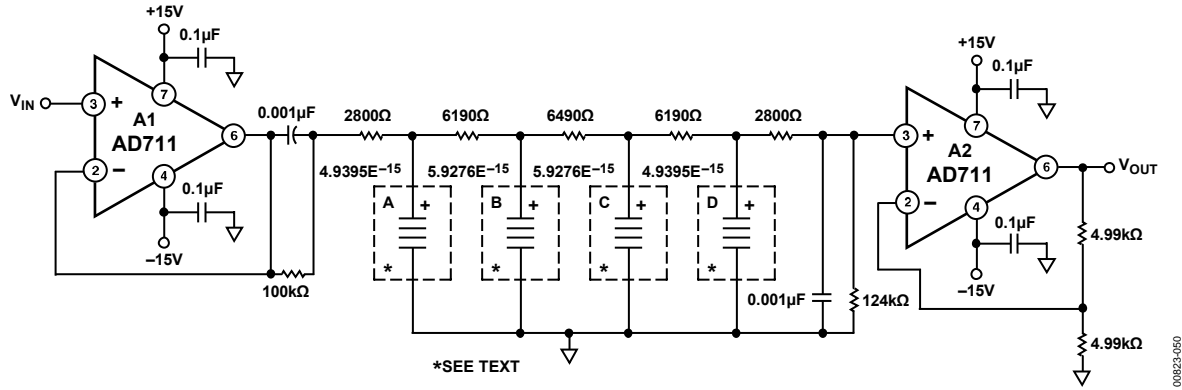 +15V
0.1µF
7
VIN
3
+
A1
AD711
6
2
–
4
0.1µF
–15V
0.001µF
100kΩ
2800Ω
6190Ω
6490Ω
6190Ω
2800Ω
4.9395E–15
5.9276E–15
5.9276E–15
4.9395E–15
A
+
*
B
+
*
C
+
*
D
+
*
0.001µF
124kΩ
*SEE TEXT
+15V
0.1µF
7
3
+
A2
AD711
6
VOUT
2
–
4
0.1µF
–15V
4.99kΩ
4.99kΩ
00823-050